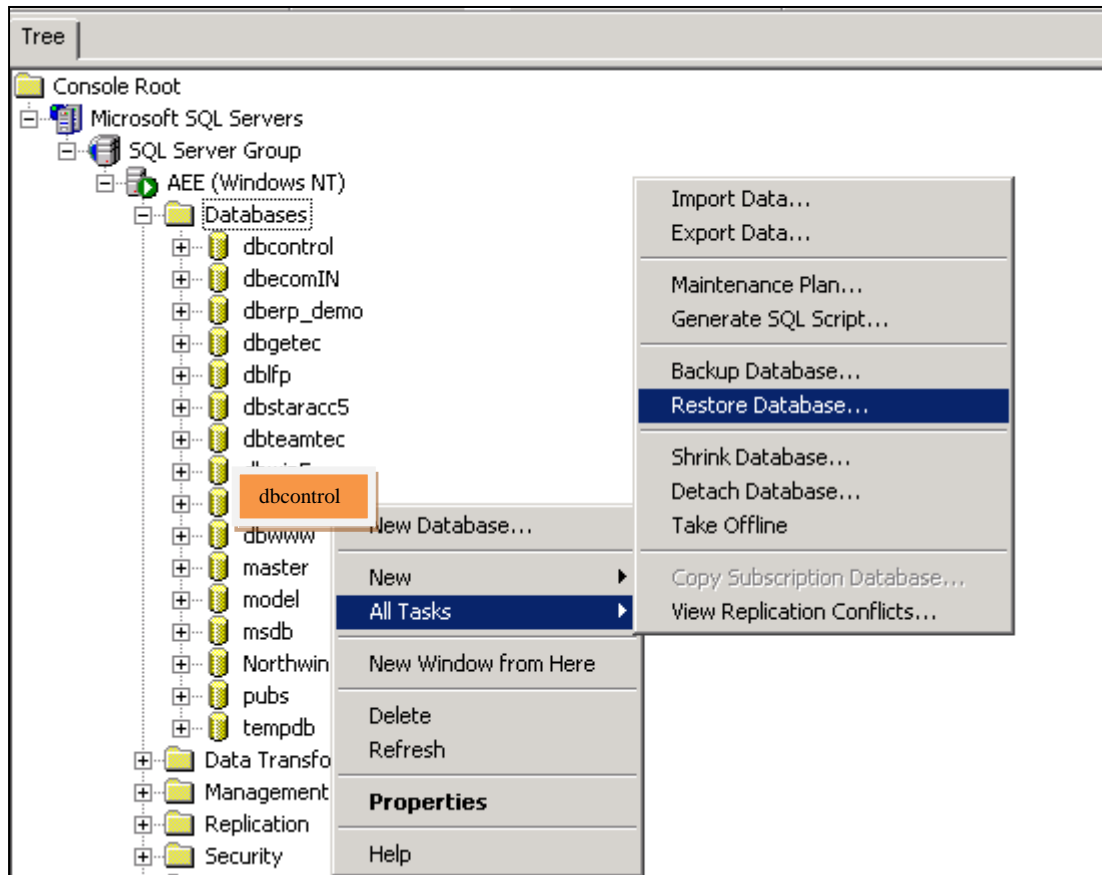 Tree
Console Root
Microsoft SQL Servers
SQL Server Group
AEE (Windows NT)
Databases
dbcontrol
dbecomIN
dberp_demo
dbgetec
dblfp
dbstaracc5
dbteamtec
dbcontrol
dbwww
master
model
msdb
Northwin
pubs
tempdb
Data Transfo
Management
Replication
Security
New Database...
New
All Tasks
New Window from Here
Delete
Refresh
Properties
Help
Import Data...
Export Data...
Maintenance Plan...
Generate SQL Script...
Backup Database...
Restore Database...
Shrink Database...
Detach Database...
Take Offline
Copy Subscription Database...
View Replication Conflicts...